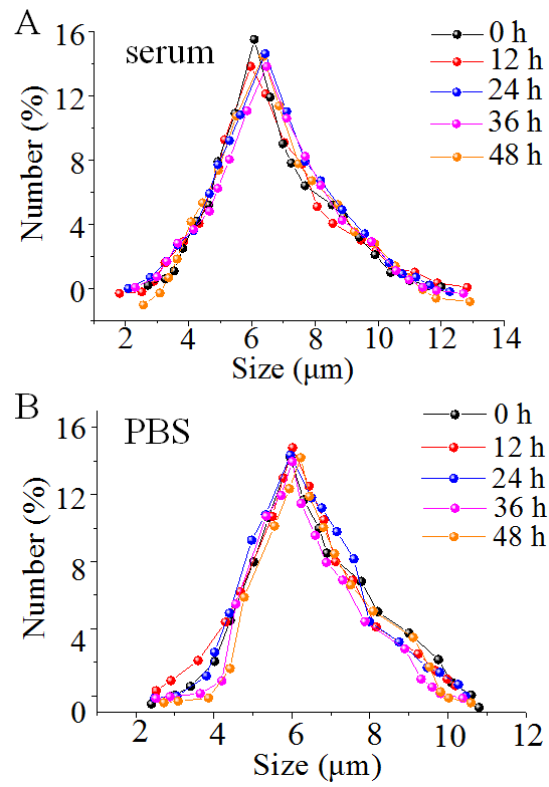 A
serum
0 h
12 h
24 h
36 h
48 h
Number (%)
16
12
8
4
0
2 4 6 8 10 12 14
Size (μm)
B
PBS
0 h
12 h
24 h
36 h
48 h
Number (%)
16
12
8
4
0
2 4 6 8 10 12
Size (μm)